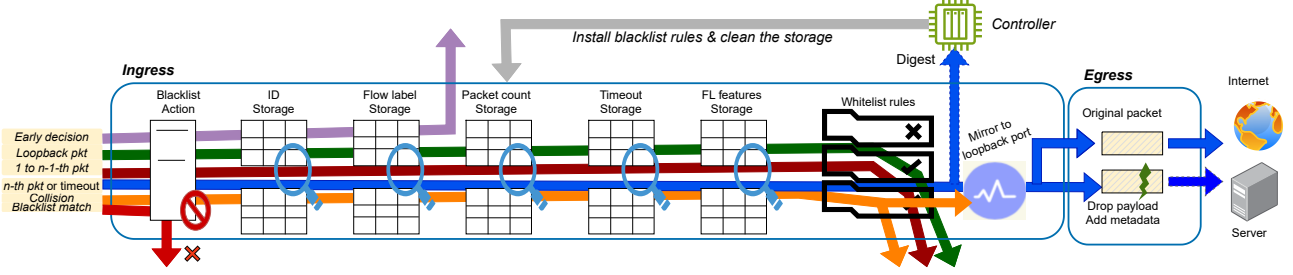 Controller
Install blacklist rules & clean the storage
Digest
Ingress
Egress
Internet
Blacklist
Action
ID
Storage
Flow label
Storage
Packet count
Storage
Timeout
Storage
FL features
Storage
Whitelist rules
Mirror to
loopback port
Original packet
Early decision
Loopback pkt
1 to n-1-th pkt
n-th pkt or timeout
Collision
Blacklist match
Drop payload
Add metadata
Server